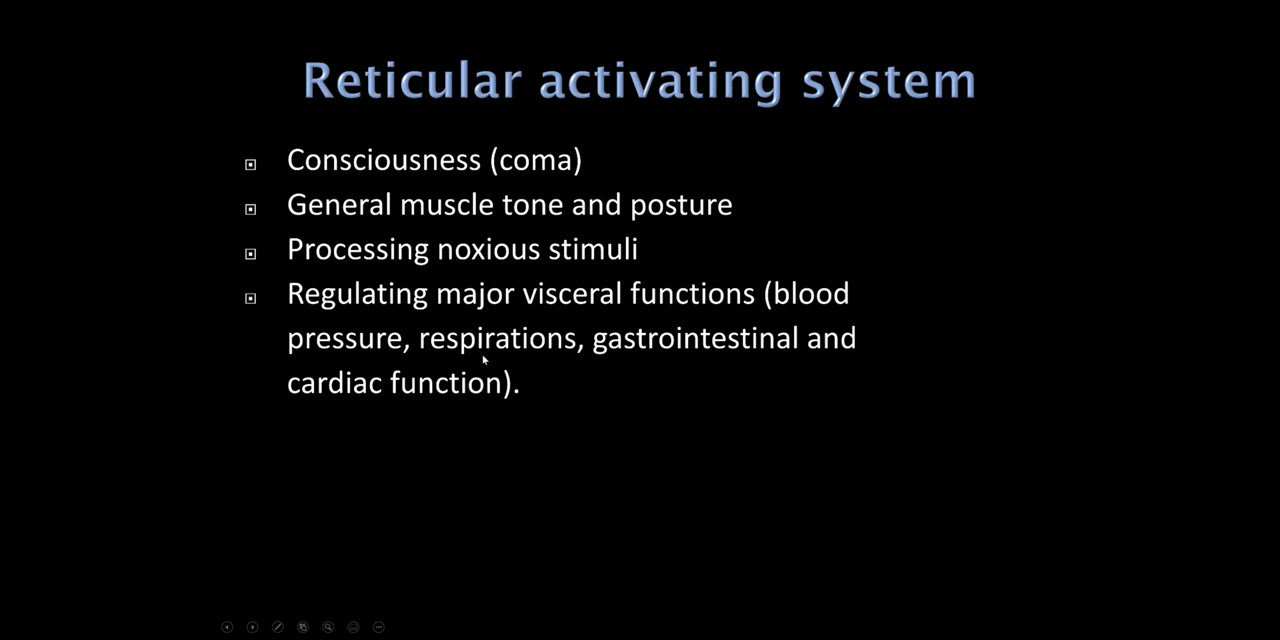 Reticular activating system
Consciousness (coma)
General muscle tone and posture
Processing noxious stimuli
Regulating major visceral functions (blood
pressure, respirations, gastrointestinal and
cardiac function).